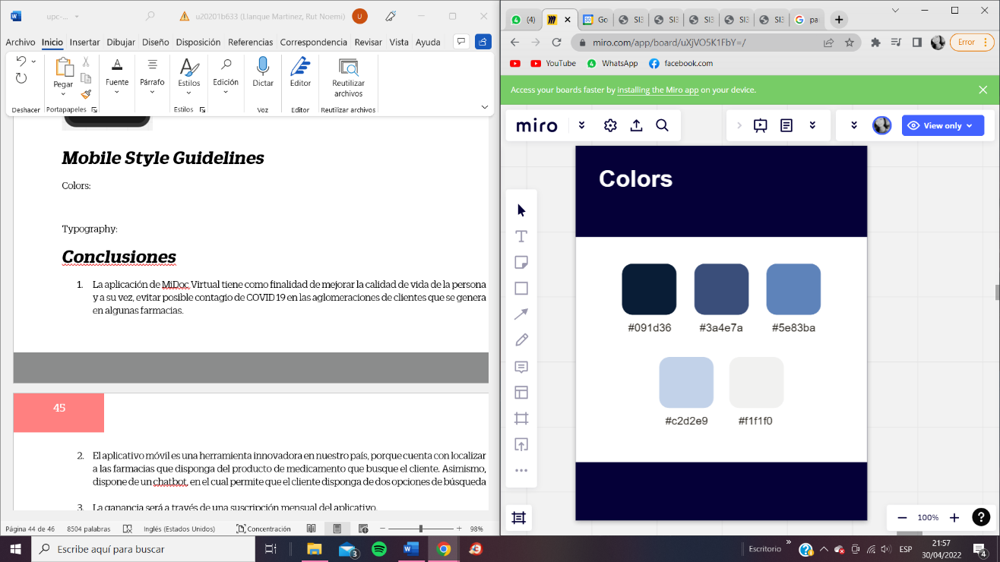 upc-...
u20201b633 (Llanque Martinez, Rut Noemi)
U
Archivo Inicio Insertar Dibujar Diseño Disposición Referencias Correspondencia Revisar Vista Ayuda
Pegar
Fuente
Párrafo
Estilos
Edición
Dictar
Editor
Reutilizar
archivos
Deshacer
Portapapeles
Estilos
Voz
Editor
Reutilizar archivos
Mobile Style Guidelines
Colors:
Typography:
Conclusiones
1. La aplicación de MiDoc Virtual tiene como finalidad de mejorar la calidad de vida de la persona
y a su vez, evitar posible contagio de COVID 19 en las aglomeraciones de clientes que se genera
en algunas farmacias.
45
2. El aplicativo móvil es una herramienta innovadora en nuestro país, porque cuenta con localizar
a las farmacias que disponga del producto de medicamento que busque el cliente. Asimismo,
dispone de un chatbot, en el cual permite que el cliente disponga de dos opciones de búsqueda
3. La ganancia será a través de una suscripción mensual del aplicativo.
Página 44 de 46 8504 palabras Inglés (Estados Unidos) Concentración 98%
(4) Go SI3 SI3 SI3 SI3 SI3 pa
miro.com/app/board/uXjVO5K1FbY=/
Error
YouTube WhatsApp facebook.com
Access your boards faster by installing the Miro app on your device.
miro
View only
Colors
#091d36 #3a4e7a #5e83ba
#c2d2e9 #f1f1f0
100%
?
Escribe aquí para buscar
3
Escritorio
ESP
21:57
30/04/2022
4